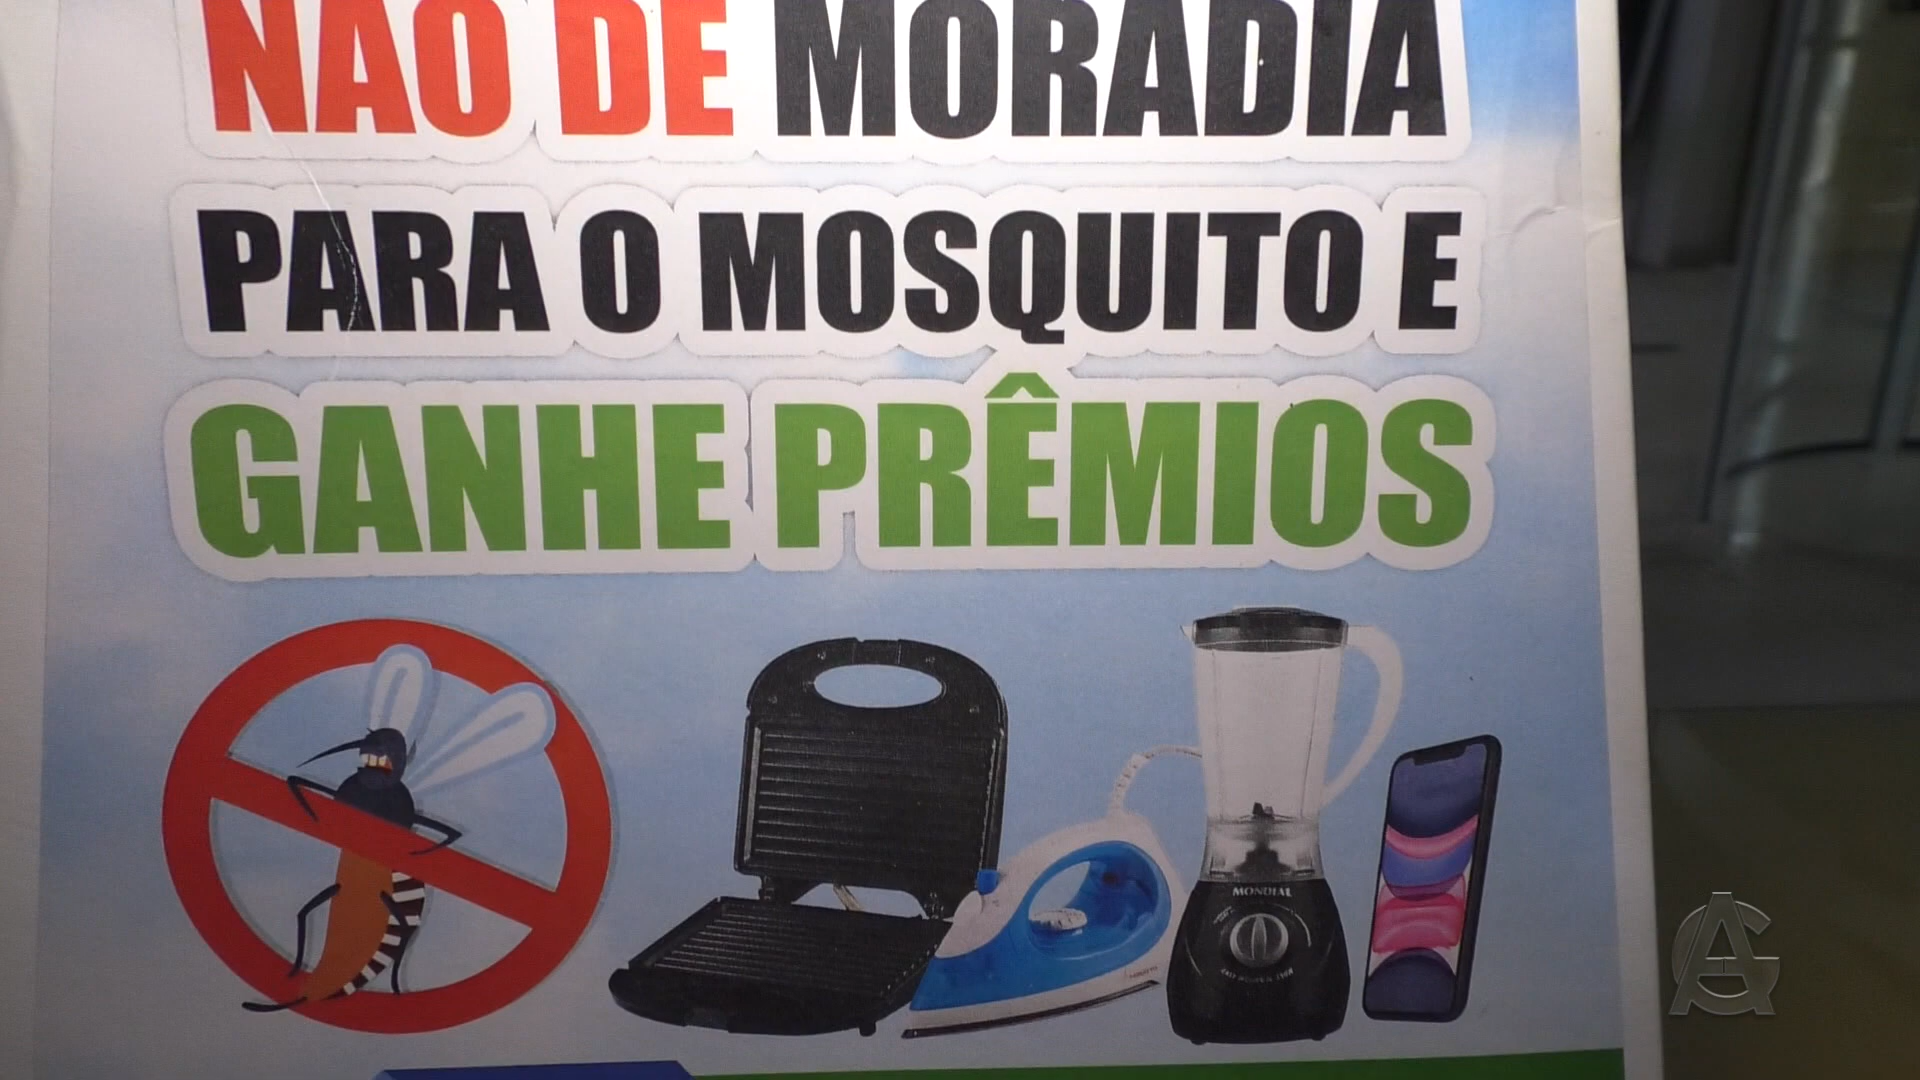 NÃO DE MORADIA
PARA O MOSQUITO E
GANHE PRÊMIOS
MONDIAL